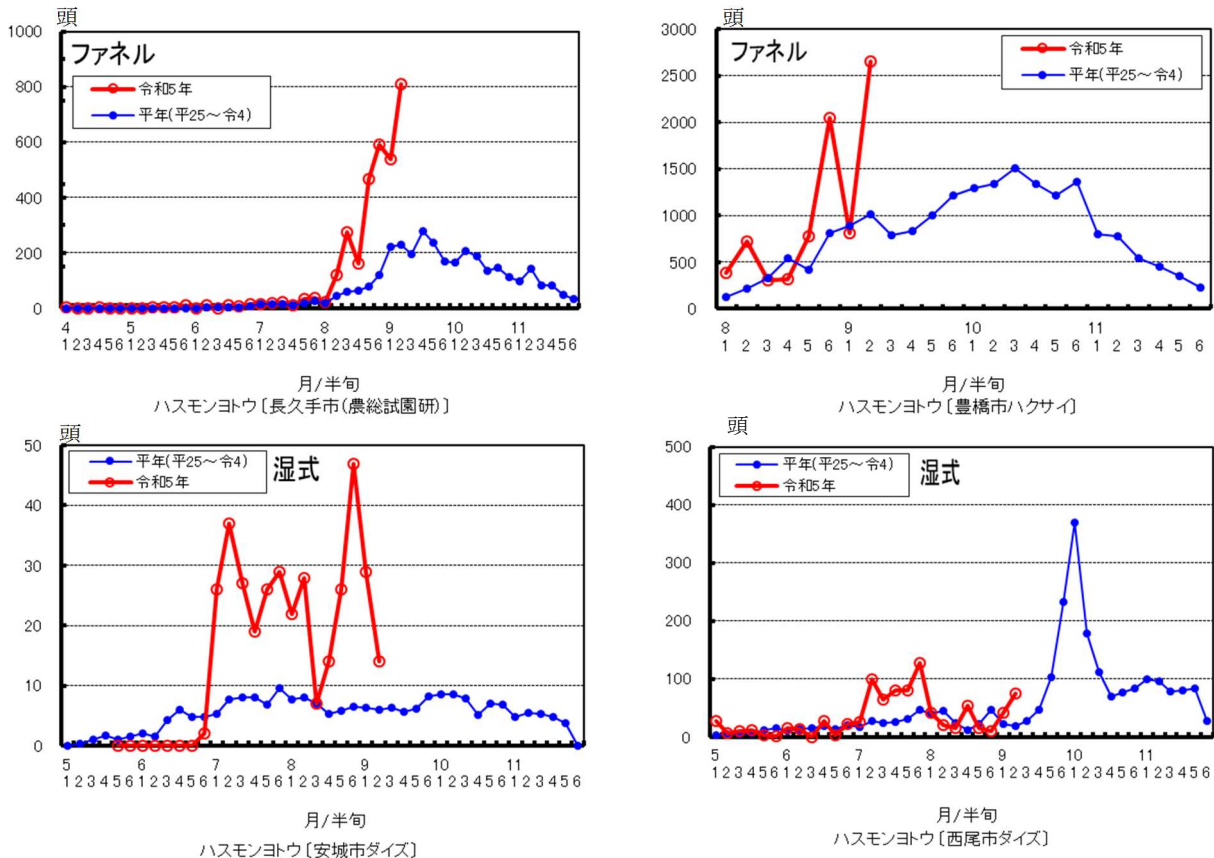 頭
1000
800
600
400
200
0
ファネル
令和5年
平年(平25～令4)
4 5 6 7 8 9 10 11
1 2 3 4 5 6 1 2 3 4 5 6 1 2 3 4 5 6 1 2 3 4 5 6 1 2 3 4 5 6 1 2 3 4 5 6 1 2 3 4 5 6 1 2 3 4 5 6
月/半旬
ハスモンヨトウ〔長久手市(農総試園研)〕
頭
3000
2500
2000
1500
1000
500
0
ファネル
令和5年
平年(平25～令4)
8 9 10 11
1 2 3 4 5 6 1 2 3 4 5 6 1 2 3 4 5 6 1 2 3 4 5 6
月/半旬
ハスモンヨトウ〔豊橋市ハクサイ〕
頭
50
40
30
20
10
0
平年(平25～令4)
令和5年
湿式
5 6 7 8 9 10 11
1 2 3 4 5 6 1 2 3 4 5 6 1 2 3 4 5 6 1 2 3 4 5 6 1 2 3 4 5 6 1 2 3 4 5 6 1 2 3 4 5 6
月/半旬
ハスモンヨトウ〔安城市ダイズ〕
頭
500
400
300
200
100
0
平年(平25～令4)
令和5年
湿式
5 6 7 8 9 10 11
1 2 3 4 5 6 1 2 3 4 5 6 1 2 3 4 5 6 1 2 3 4 5 6 1 2 3 4 5 6 1 2 3 4 5 6 1 2 3 4 5 6
月/半旬
ハスモンヨトウ〔西尾市ダイズ〕